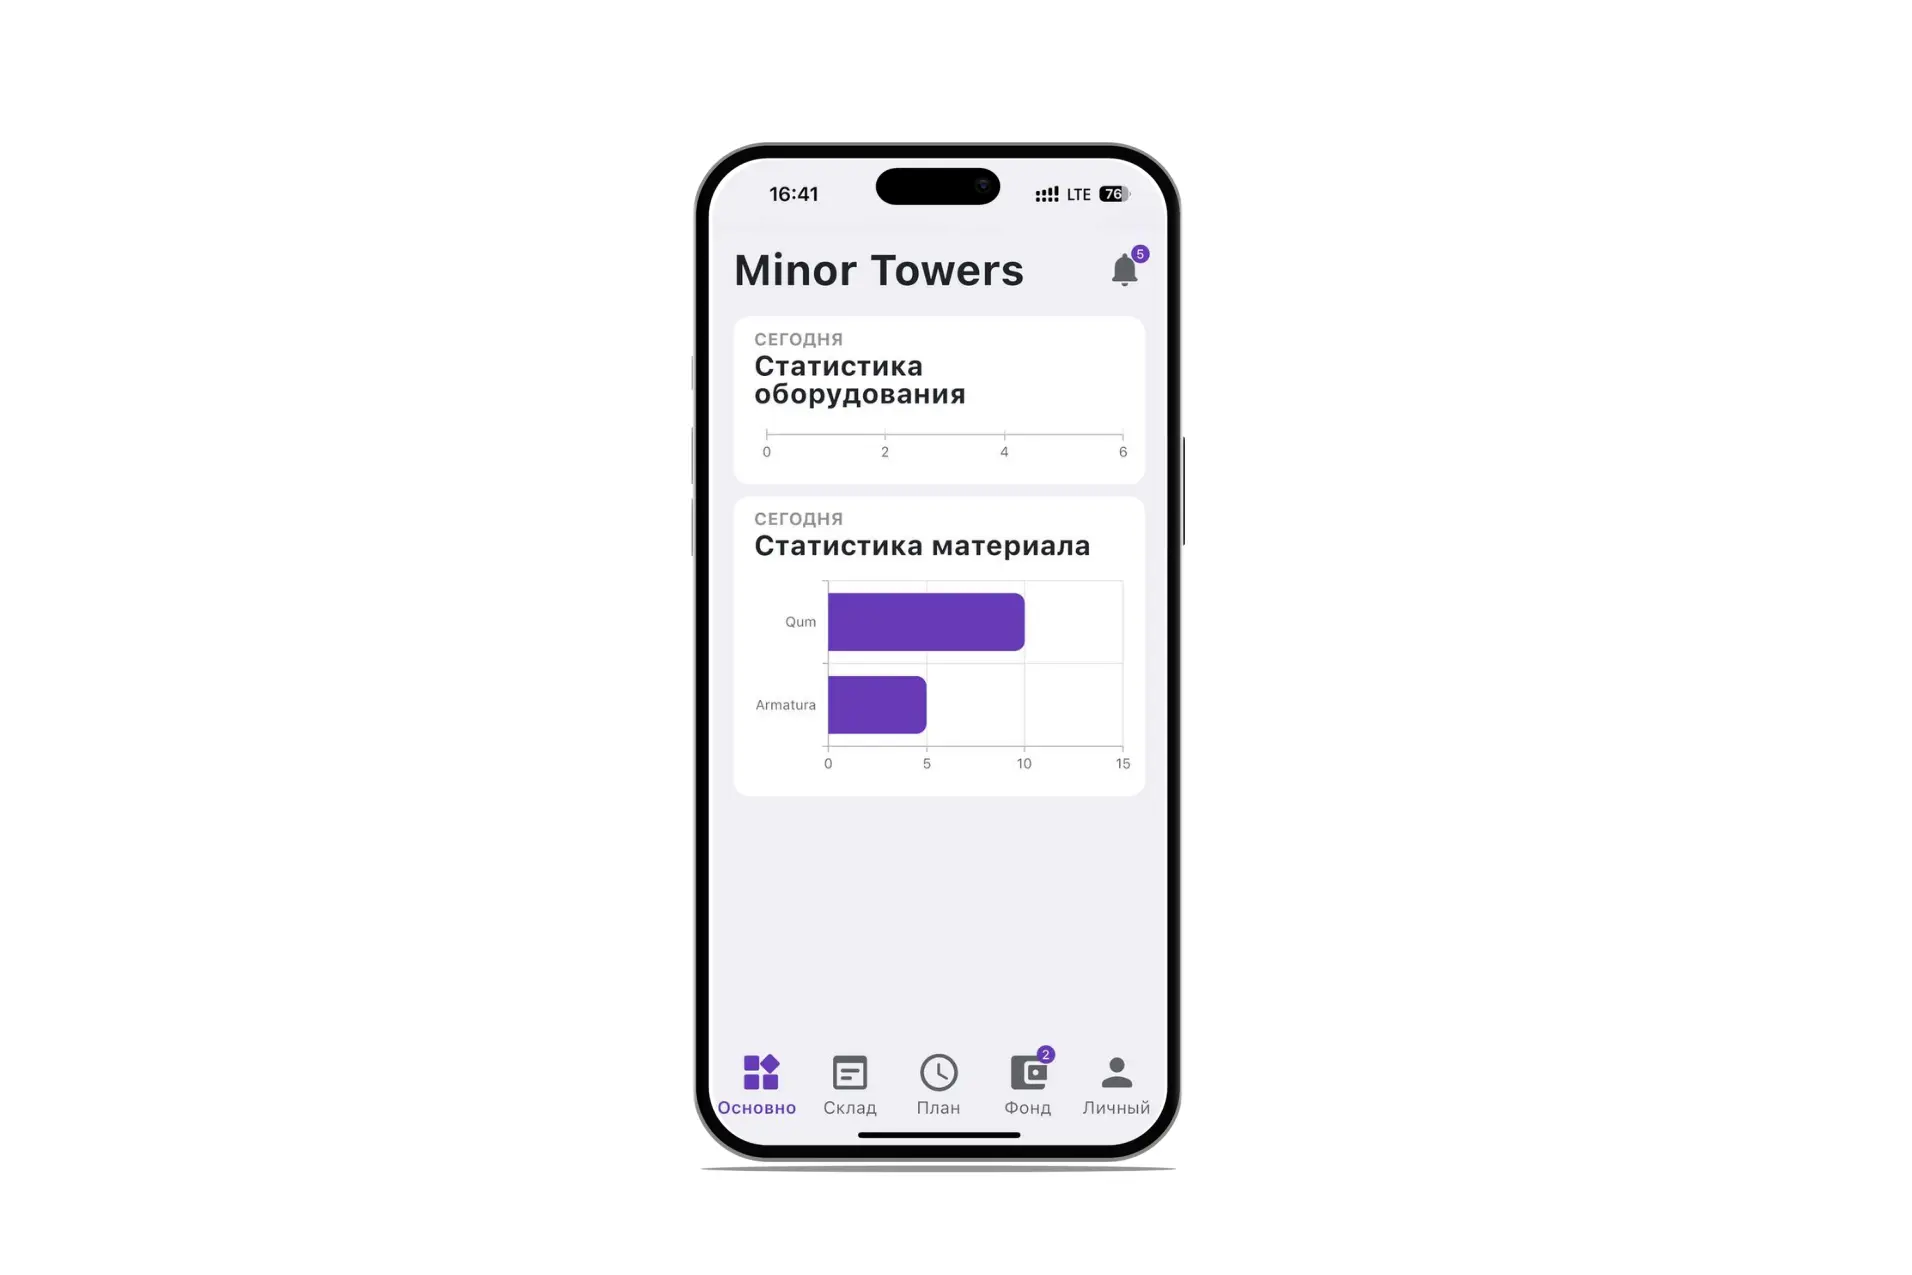 16:41 LTE 76
Minor Towers 5
СЕГОДНЯ
Статистика
оборудования
0 2 4 6
СЕГОДНЯ
Статистика материала
Qum
Armatura
0 5 10 15
2
Основно Склад План Фонд Личный